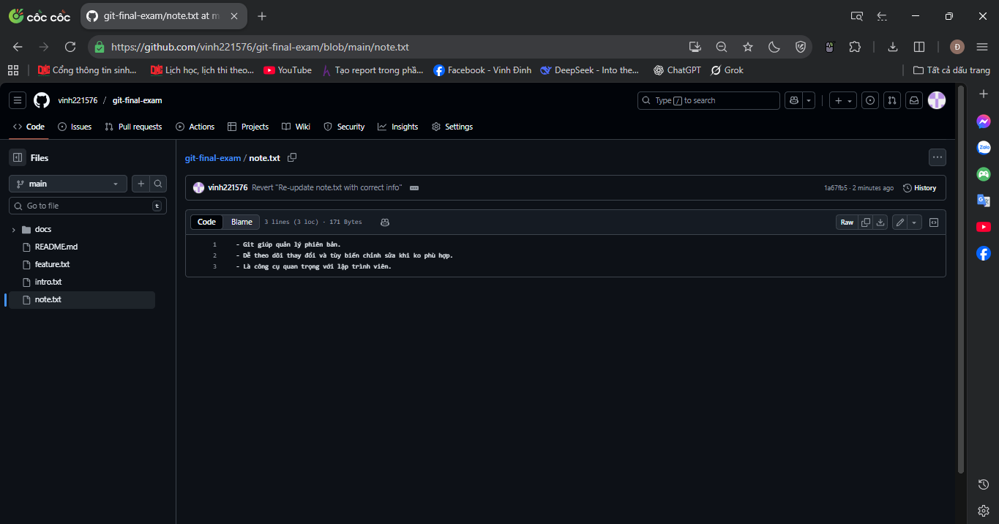 cốc cốc
git-final-exam/note.txt at m
https://github.com/vinh221576/git-final-exam/blob/main/note.txt
Đ
Cổng thông tin sinh...
Lịch học, lịch thi theo...
YouTube
Tạo report trong phầ...
Facebook - Vinh Đinh
DeepSeek - Into the...
ChatGPT
Grok
Tất cả dấu trang
vinh221576 / git-final-exam
Type / to search
Code
Issues
Pull requests
Actions
Projects
Wiki
Security
Insights
Settings
Files
main
Go to file
t
docs
README.md
feature.txt
intro.txt
note.txt
git-final-exam / note.txt
vinh221576 Revert "Re-update note.txt with correct info"
1a67fb5 · 2 minutes ago
History
Code
Blame
3 lines (3 loc) · 171 Bytes
Raw
1 - Git giúp quản lý phiên bản.
2 - Dễ theo dõi thay đổi và tùy biến chỉnh sửa khi ko phù hợp.
3 - Là công cụ quan trọng với lập trình viên.
Zalo